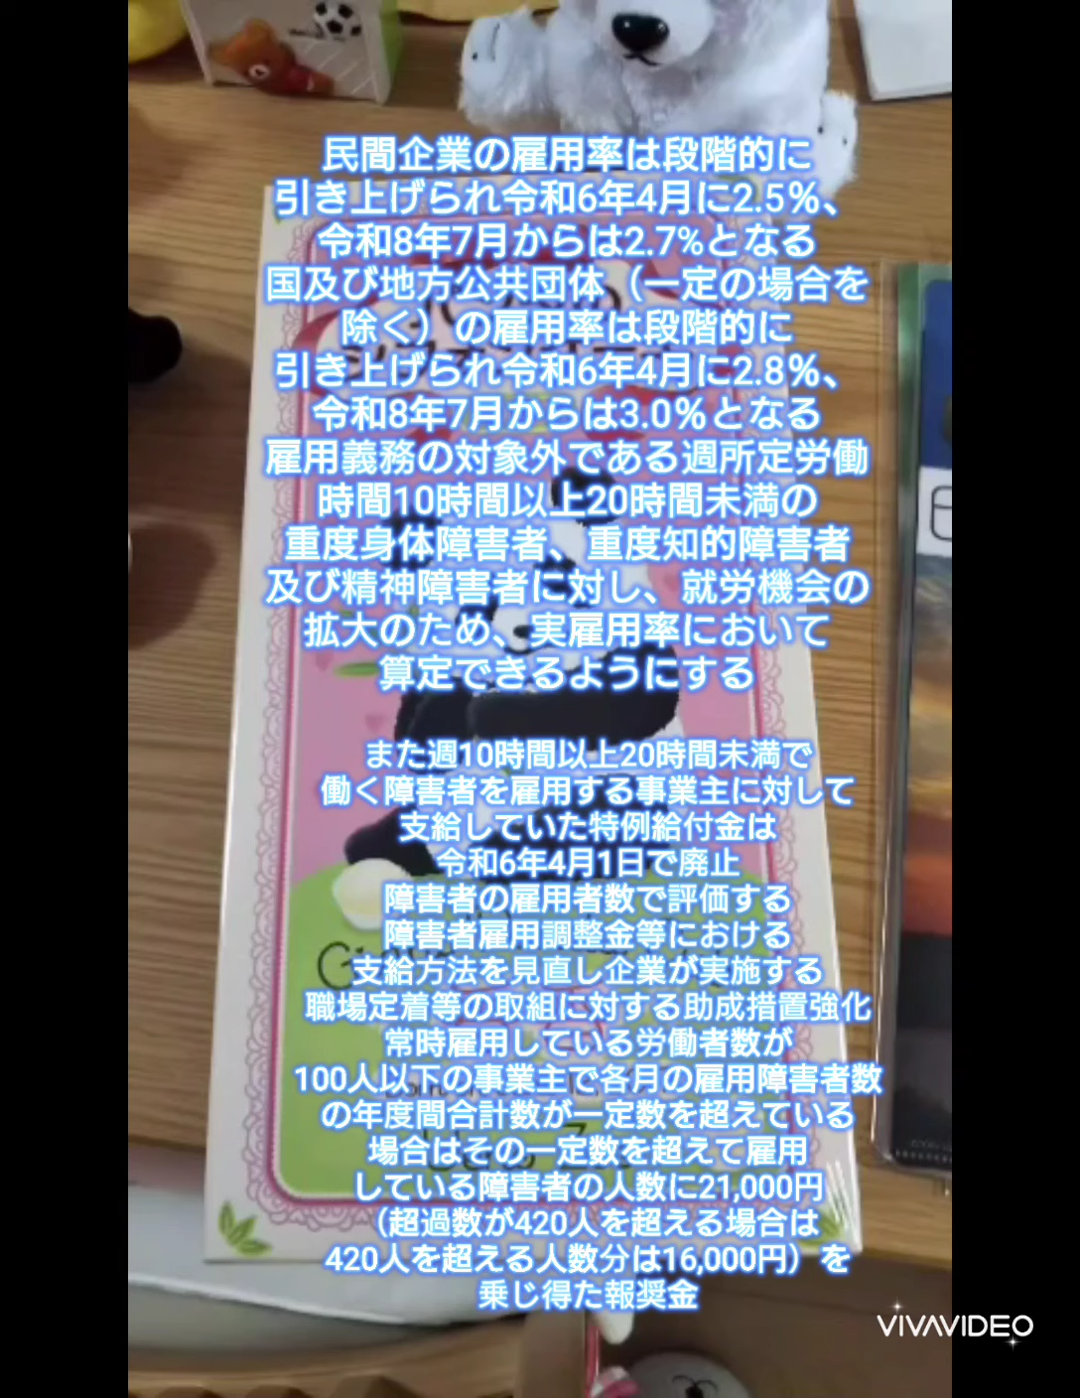 民間企業の雇用率は段階的に
引き上げられ令和6年4月に2.5%、
令和8年7月からは2.7%となる
国及び地方公共団体（一定の場合を
除く）の雇用率は段階的に
引き上げられ令和6年4月に2.8%、
令和8年7月からは3.0%となる
雇用義務の対象外である週所定労働
時間10時間以上20時間未満の
重度身体障害者、重度知的障害者
及び精神障害者に対し、就労機会の
拡大のため、実雇用率において
算定できるようにする
また週10時間以上20時間未満で
働く障害者を雇用する事業主に対して
支給していた特例給付金は
令和6年4月1日で廃止
障害者の雇用者数で評価する
障害者雇用調整金等における
支給方法を見直し企業が実施する
職場定着等の取組に対する助成措置強化
常時雇用している労働者数が
100人以下の事業主で各月の雇用障害者数
の年度間合計数が一定数を超えている
場合はその一定数を超えて雇用
している障害者の人数に21,000円
（超過数が420人を超える場合は
420人を超える人数分は16,000円）を
乗じ得た報奨金
VIVAVIDEO